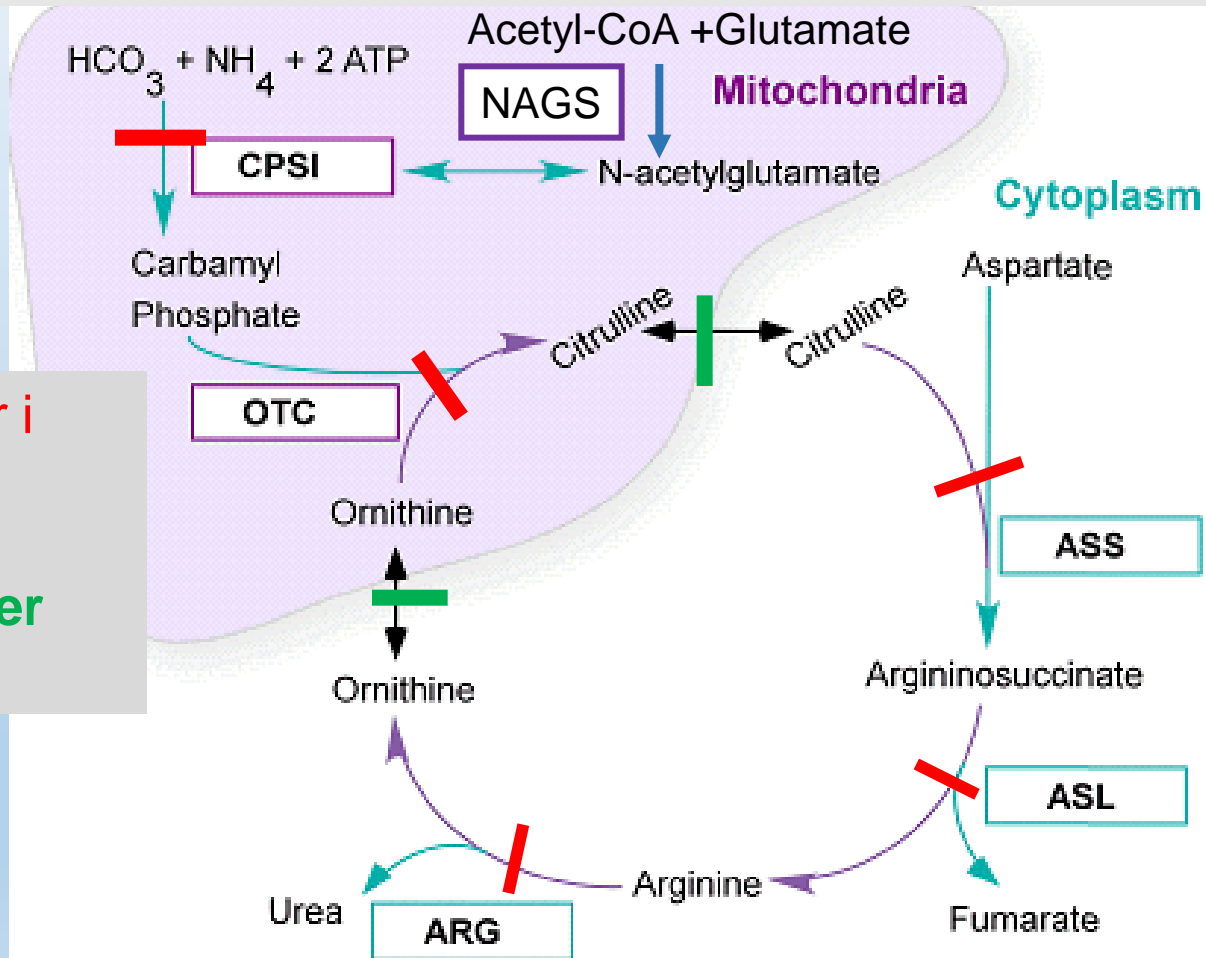 Acetyl-CoA +Glutamate
HCO3 + NH4 + 2 ATP
NAGS
Mitochondria
CPSI
N-acetylglutamate
Cytoplasm
Carbamyl
Phosphate
Aspartate
Citrulline
Citrulline
OTC
r i
Ornithine
ASS
er
Ornithine
Argininosuccinate
ASL
Arginine
Urea
ARG
Fumarate